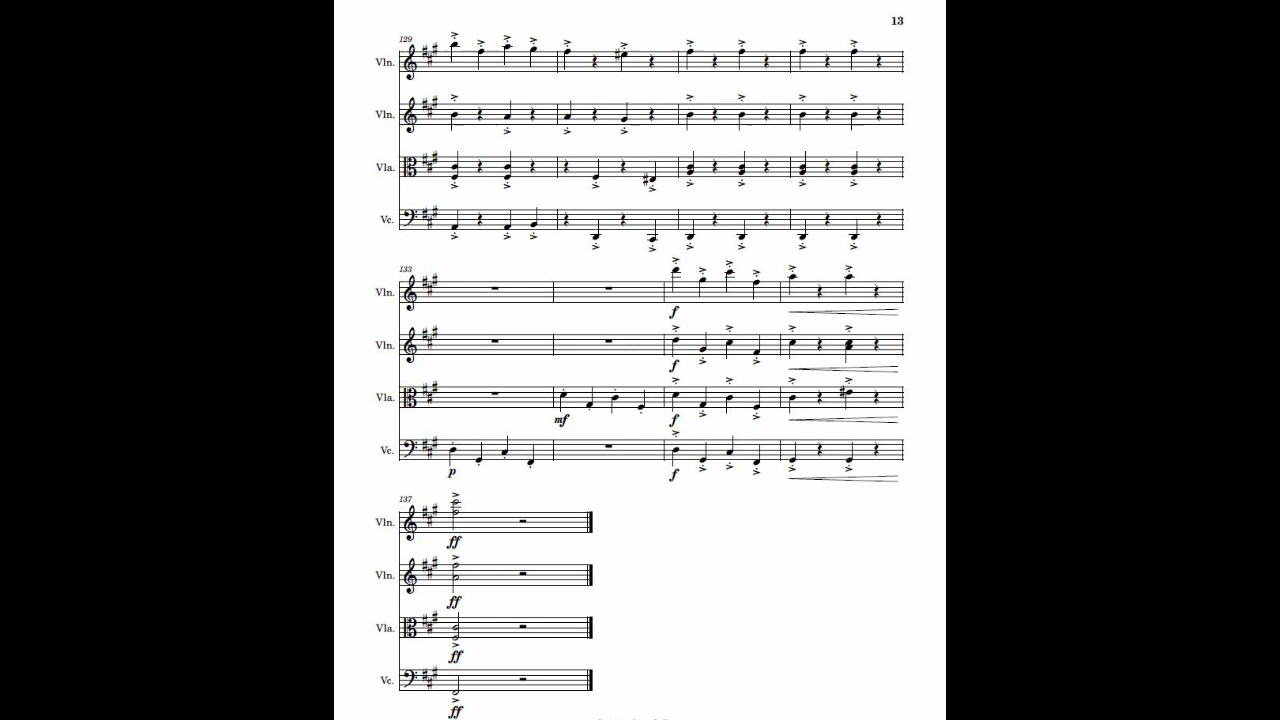 13
129
Vln.
Vln.
Vla.
Vc.
133
Vln.
f
Vln.
f
Vla.
mf f
Vc.
p f
137
Vln.
ff
Vln.
ff
Vla.
ff
Vc.
ff